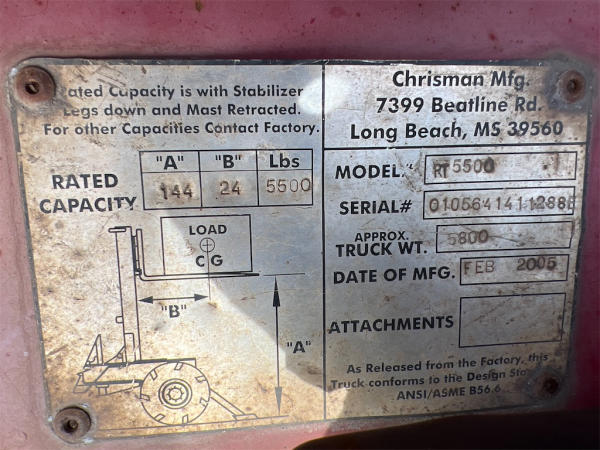 ated Capacity is with Stabilizer
Legs down and Mast Retracted.
For other Capacities Contact Factory.
RATED
CAPACITY
"A" "B" Lbs
144 24 5500
LOAD
CG
"B"
"A"
Chrisman Mfg.
7399 Beatline Rd.
Long Beach, MS 39560
MODEL. RT5500
SERIAL#
APPROX.
TRUCK WT. 5800
DATE OF MFG. FEB 2005
ATTACHMENTS
As Released from the Factory, this
Truck conforms to the Design
ANSI/ASME B56.6